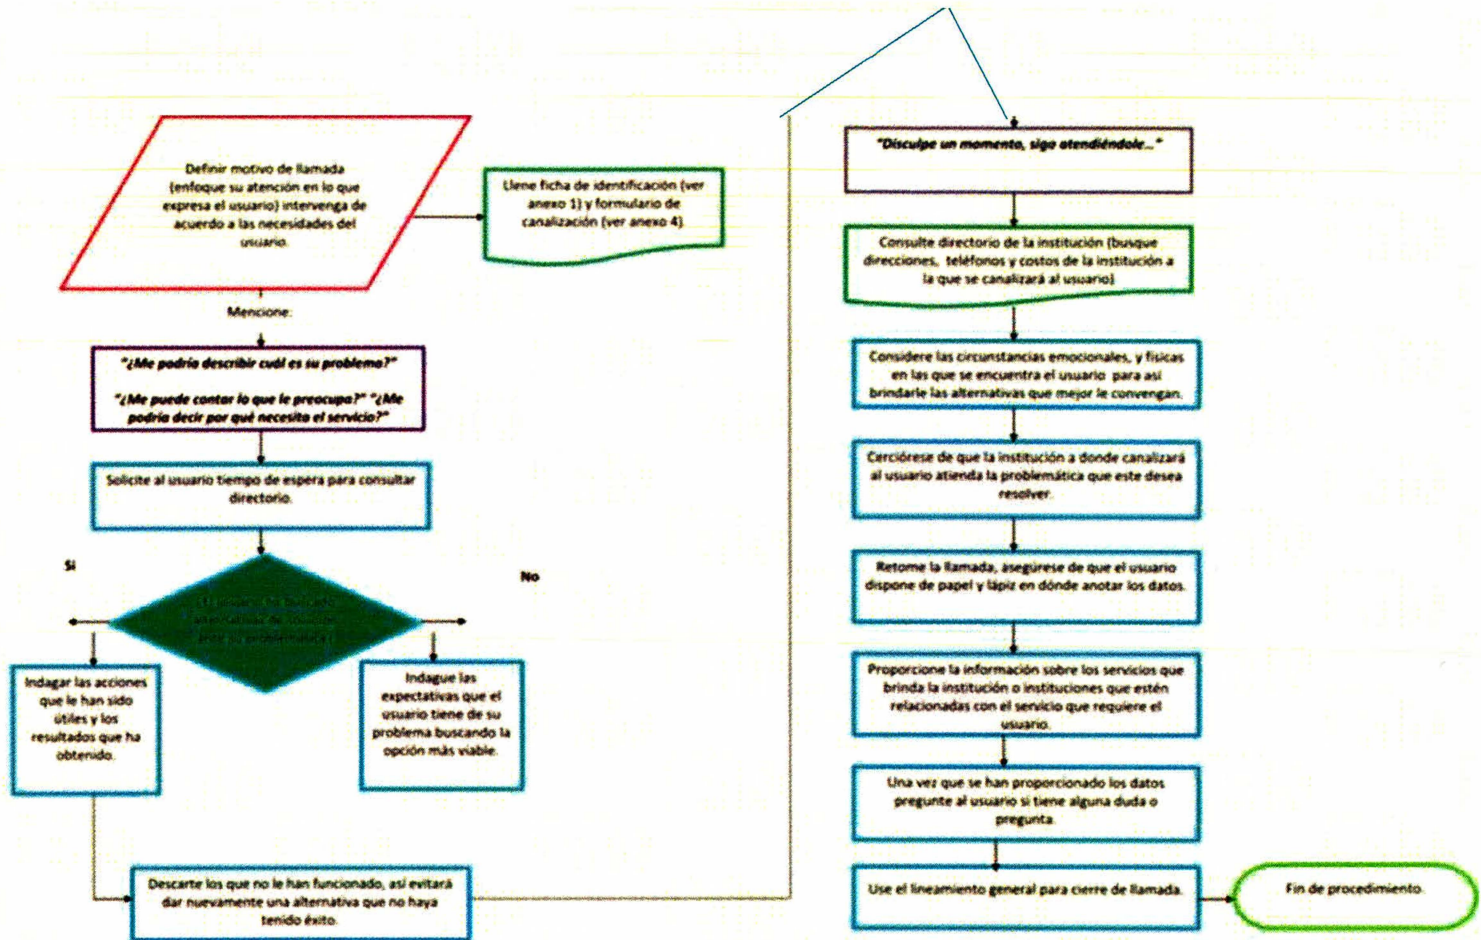 Definir motivo de llamada
(enfoque su atención en lo que
expresa el usuario) intervenga de
acuerdo a las necesidades del
usuario.
Llene ficha de identificación (ver
anexo 1) y formulario de
canalización (ver anexo 4)
Mencione:
"¿Me podría describir cuál es su problema?"
"¿Me puede contar lo que le preocupa?" "¿Me
podría decir por qué necesita el servicio?"
Solicite al usuario tiempo de espera para consultar
directorio.
Si
No
El usuario ha buscado
alternativas de solución
ante su problemática
Indagar las acciones
que le han sido
útiles y los
resultados que ha
obtenido.
Indague las
expectativas que el
usuario tiene de su
problema buscando la
opción más viable.
Descarte los que no le han funcionado, así evitará
dar nuevamente una alternativa que no haya
tenido éxito.
"Disculpe un momento, sigo atendiéndole..."
Consulte directorio de la institución (busque
direcciones, teléfonos y costos de la institución a
la que se canalizará al usuario)
Considere las circunstancias emocionales, y físicas
en las que se encuentra el usuario para así
brindarle las alternativas que mejor le convengan.
Cerciórese de que la institución a donde canalizará
al usuario atienda la problemática que este desea
resolver.
Retome la llamada, asegúrese de que el usuario
dispone de papel y lápiz en dónde anotar los datos.
Proporcione la información sobre los servicios que
brinda la institución o instituciones que estén
relacionadas con el servicio que requiere el
usuario.
Una vez que se han proporcionado los datos
pregunte al usuario si tiene alguna duda o
pregunta.
Use el lineamiento general para cierre de llamada.
Fin de procedimiento.